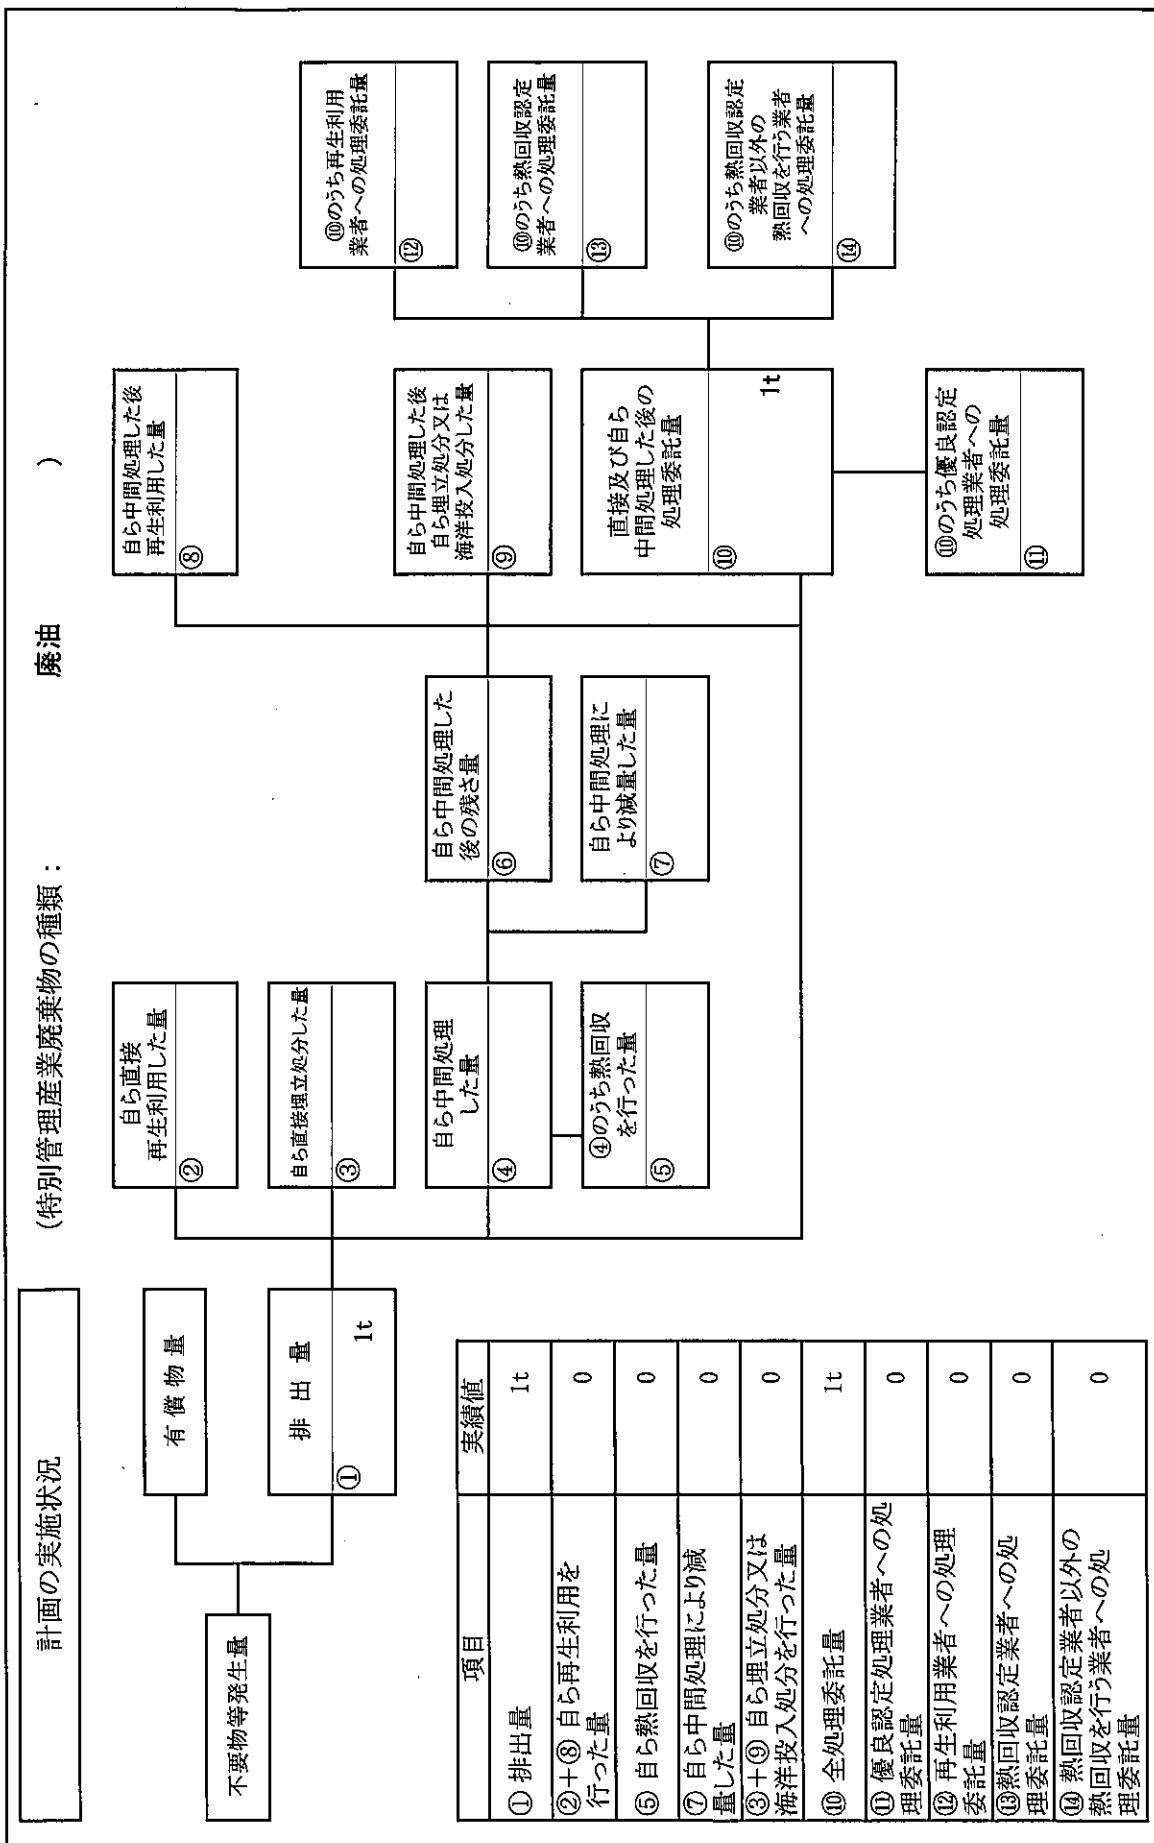 計画の実施状況
(特別管理産業廃棄物の種類：　廃油　)
不要物等発生量
有償物量
排出量
①
1t
自ら直接
再生利用した量
②
自ら直接埋立処分した量
③
自ら中間処理
した量
④
④のうち熱回収
を行った量
⑤
自ら中間処理した
後の残さ量
⑥
自ら中間処理に
より減量した量
⑦
自ら中間処理した後
再生利用した量
⑧
自ら中間処理した後
自ら埋立処分又は
海洋投入処分した量
⑨
直接及び自ら
中間処理した後の
処理委託量
⑩
1t
⑩のうち優良認定
処理業者への
処理委託量
⑪
⑩のうち再生利用
業者への処理委託量
⑫
⑩のうち熱回収認定
業者への処理委託量
⑬
⑩のうち熱回収認定
業者以外の
熱回収を行う業者
への処理委託量
⑭
項目 実績値
①排出量 1t
②+⑧ 自ら再生利用を
行った量 0
⑤ 自ら熱回収を行った量 0
⑦ 自ら中間処理により減
量した量 0
③+⑨ 自ら埋立処分又は
海洋投入処分を行った量 0
⑩ 全処理委託量 1t
⑪ 優良認定処理業者への処
理委託量 0
⑫ 再生利用業者への処理
委託量 0
⑬熱回収認定業者への処
理委託量 0
⑭ 熱回収認定業者以外の
熱回収を行う業者への処
理委託量 0